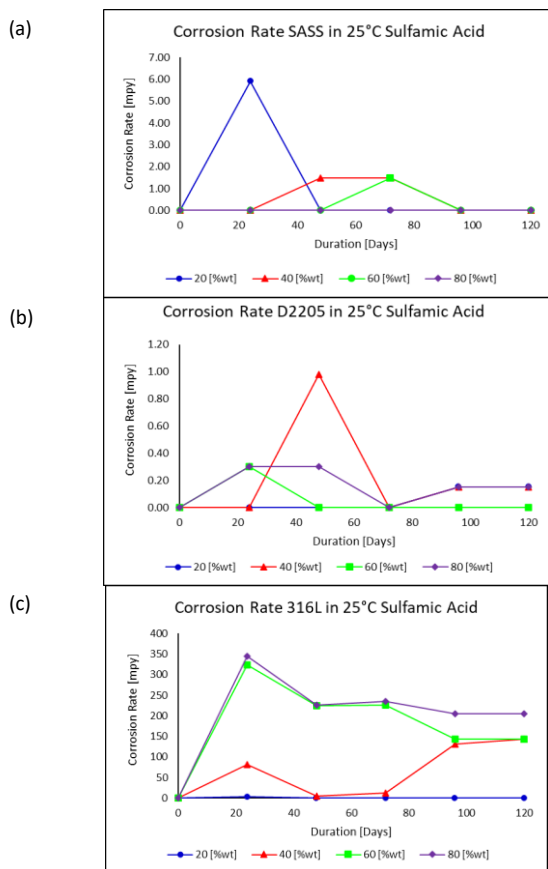 (a)
Corrosion Rate SASS in 25°C Sulfamic Acid
Corrosion Rate [mpy]
7.00
6.00
5.00
4.00
3.00
2.00
1.00
0.00
0 20 40 60 80 100 120
Duration [Days]
20 [%wt] 40 [%wt] 60 [%wt] 80 [%wt]
(b)
Corrosion Rate D2205 in 25°C Sulfamic Acid
Corrosion Rate [mpy]
1.20
1.00
0.80
0.60
0.40
0.20
0.00
0 20 40 60 80 100 120
Duration [Days]
20 [%wt] 40 [%wt] 60 [%wt] 80 [%wt]
(c)
Corrosion Rate 316L in 25°C Sulfamic Acid
Corrosion Rate [mpy]
400
350
300
250
200
150
100
50
0
0 20 40 60 80 100 120
Duration [Days]
20 [%wt] 40 [%wt] 60 [%wt] 80 [%wt]